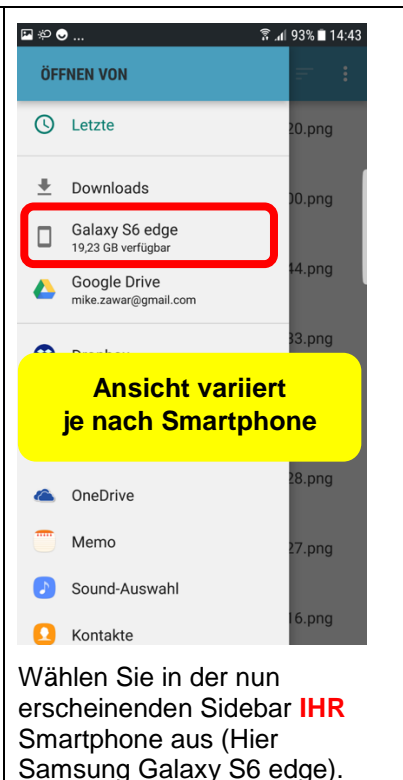 ... 93% 14:43
ÖFFNEN VON
Letzte
20.png
Downloads
00.png
Galaxy S6 edge
19,23 GB verfügbar
44.png
Google Drive
mike.zawar@gmail.com
33.png
Ansicht variiert
je nach Smartphone
28.png
OneDrive
Memo
27.png
Sound-Auswahl
16.png
Kontakte
Wählen Sie in der nun
erscheinenden Sidebar IHR
Smartphone aus (Hier
Samsung Galaxy S6 edge).